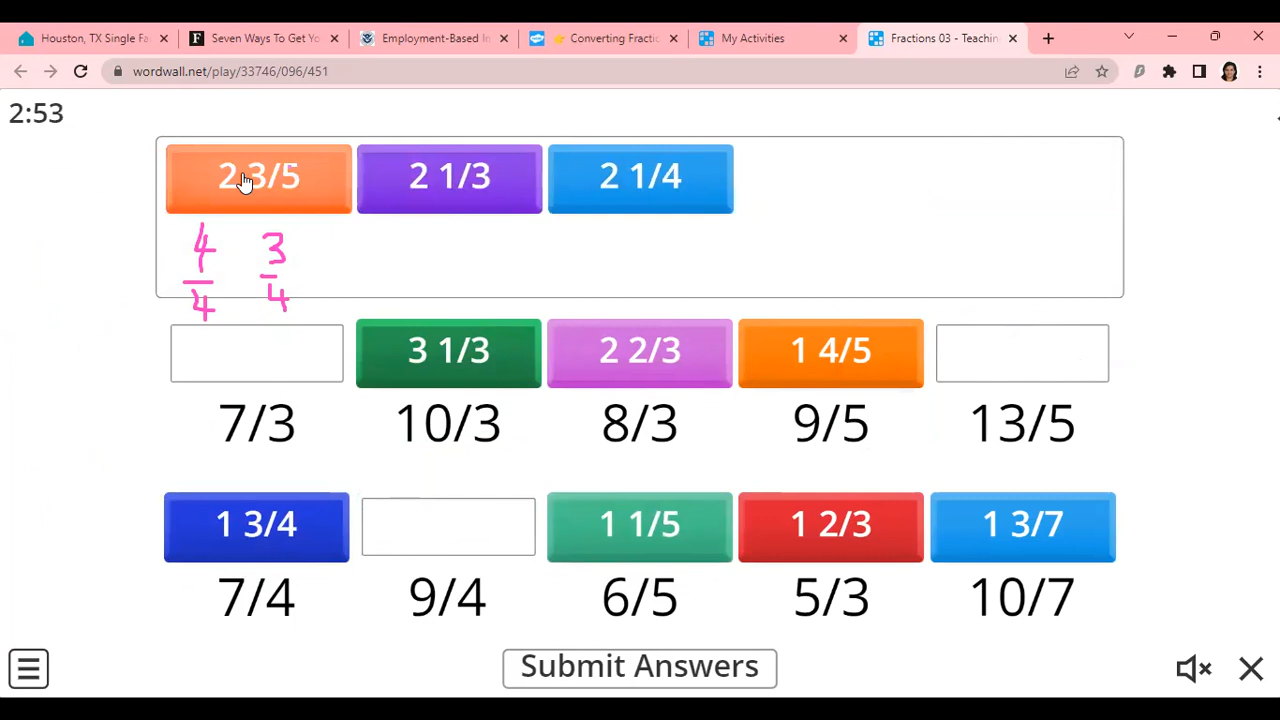 Houston, TX Single Fa
Seven Ways To Get Yo
Employment-Based In
Converting Fractic
My Activities
Fractions 03 - Teachin
wordwall.net/play/33746/096/451
2:53
2 3/5
2 1/3
2 1/4
4/4 3/4
3 1/3
2 2/3
1 4/5
7/3
10/3
8/3
9/5
13/5
1 3/4
1 1/5
1 2/3
1 3/7
7/4
9/4
6/5
5/3
10/7
Submit Answers